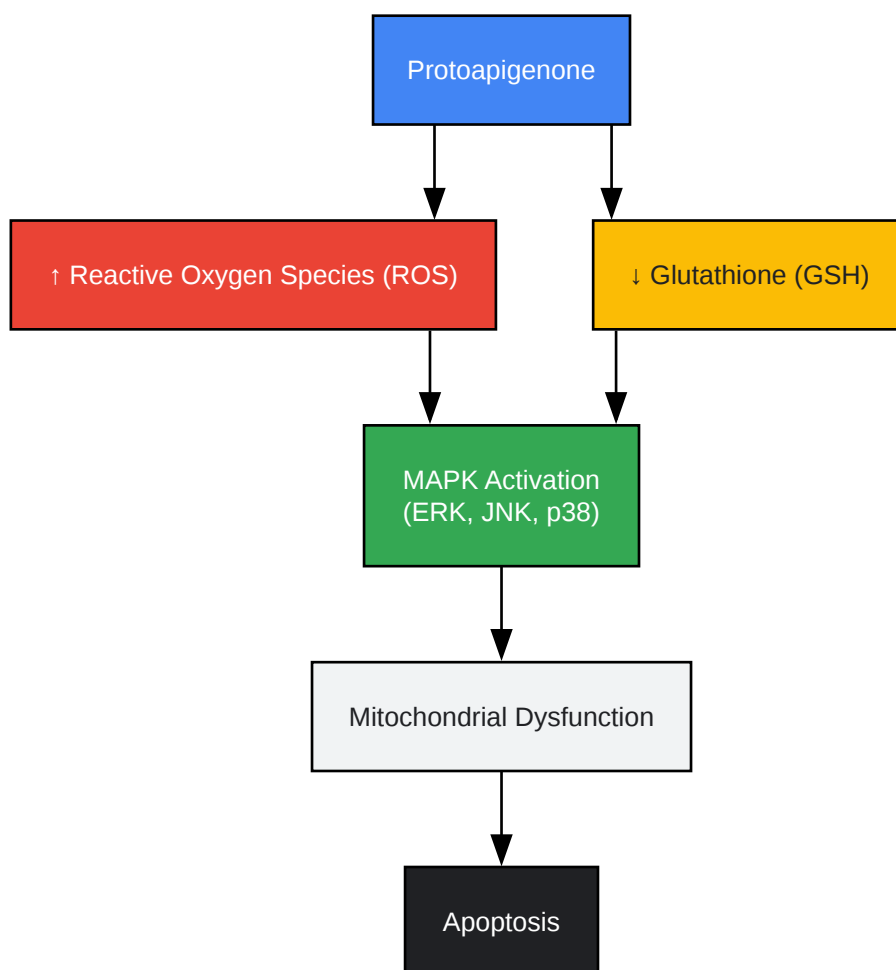 Protoapigenone
↑ Reactive Oxygen Species (ROS)
↓ Glutathione (GSH)
MAPK Activation
(ERK, JNK, p38)
Mitochondrial Dysfunction
Apoptosis